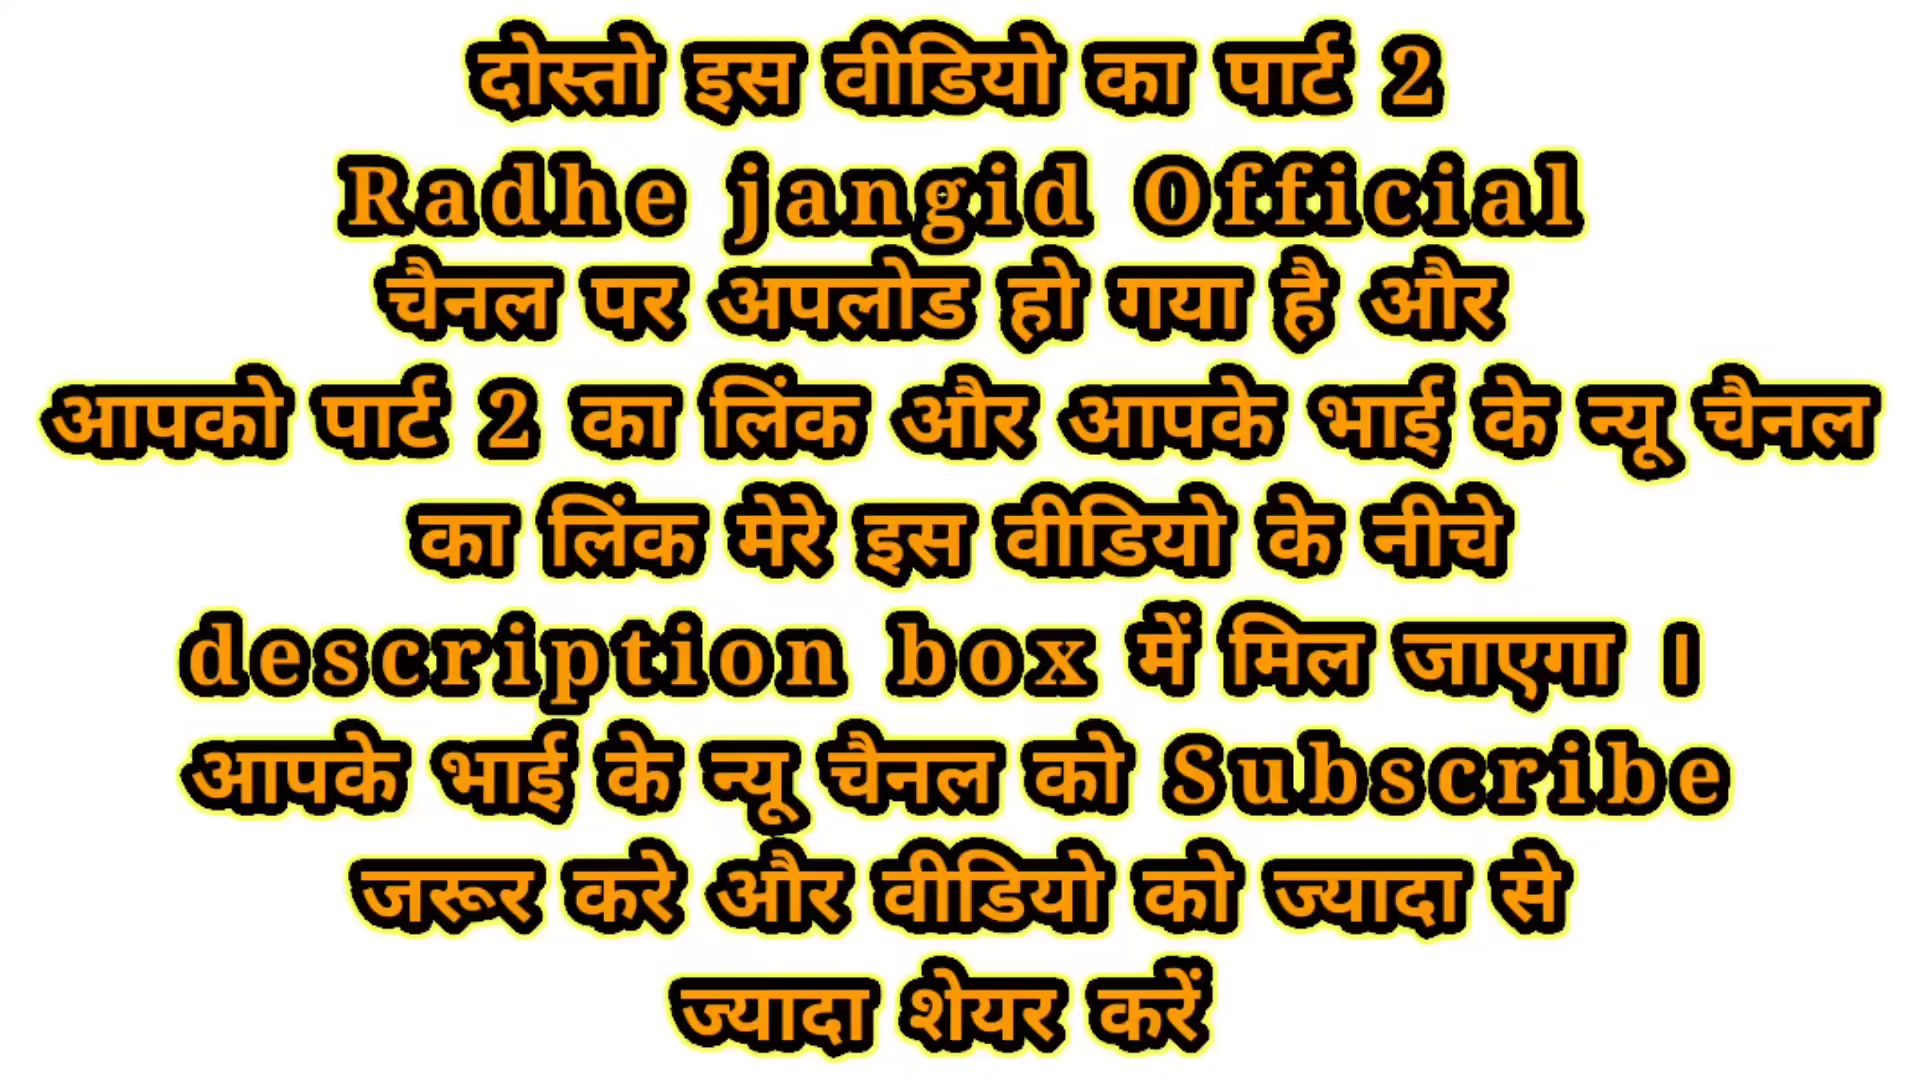 दोस्तो इस वीडियो का पार्ट 2
Radhe jangid Official
चैनल पर अपलोड हो गया है और
आपको पार्ट 2 का लिंक और आपके भाई के न्यू चैनल
का लिंक मेरे इस वीडियो के नीचे
description box में मिल जाएगा ।
आपके भाई के न्यू चैनल को Subscribe
जरूर करे और वीडियो को ज्यादा से
ज्यादा शेयर करें